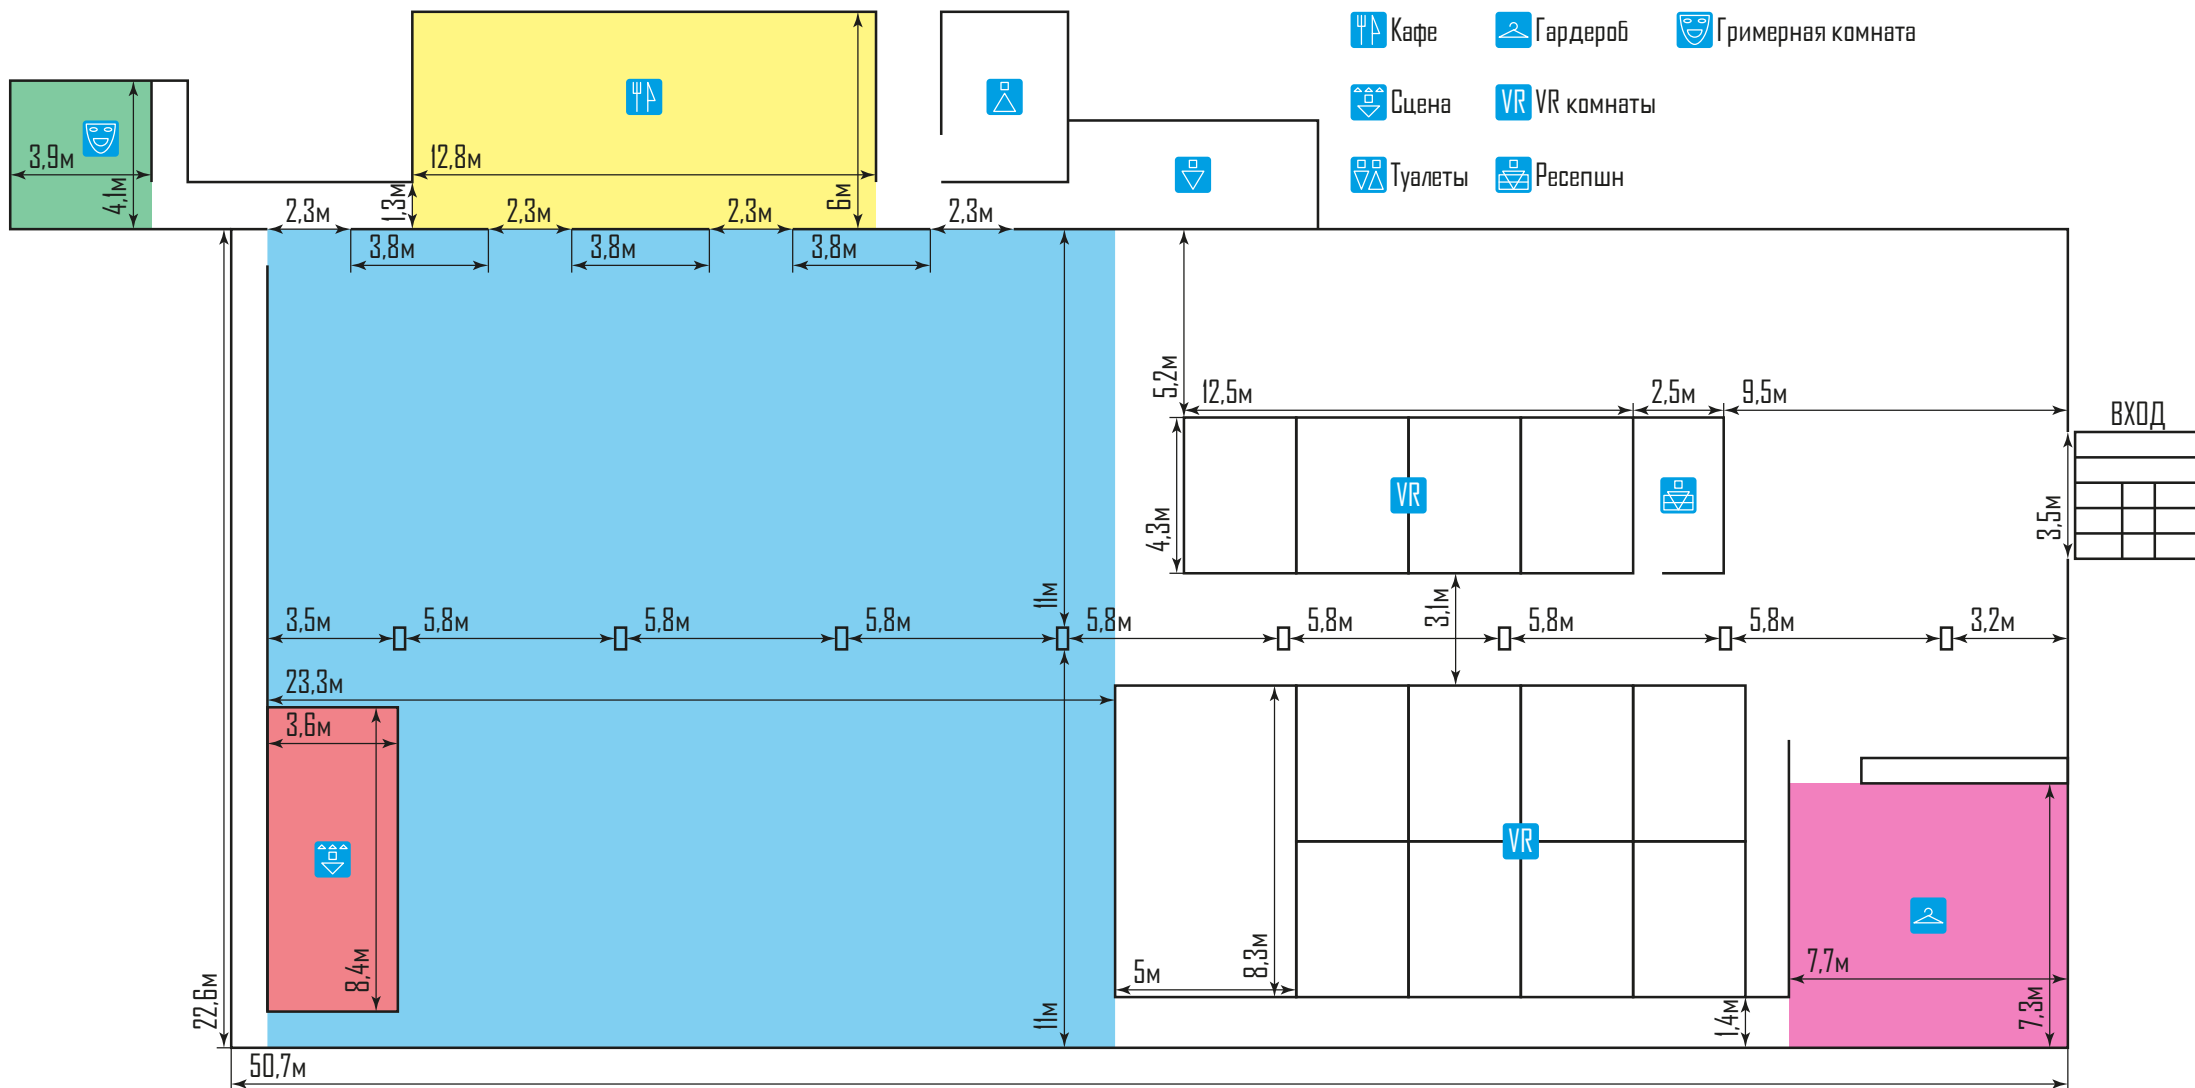 Кафе
Гардероб
Гримерная комната
Сцена
VR
VR комнаты
Туалеты
Ресепшн
3,9м
4,1м
12,8м
6м
1,3м
2,3м
2,3м
2,3м
2,3м
3,8м
3,8м
3,8м
5,2м
12,5м
2,5м
9,5м
ВХОД
VR
4,3м
3,5м
11м
3,1м
3,5м
5,8м
5,8м
5,8м
5,8м
5,8м
5,8м
5,8м
3,2м
23,3м
3,6м
VR
8,4м
8,3м
5м
7,7м
22,6м
11м
1,4м
7,3м
50,7м